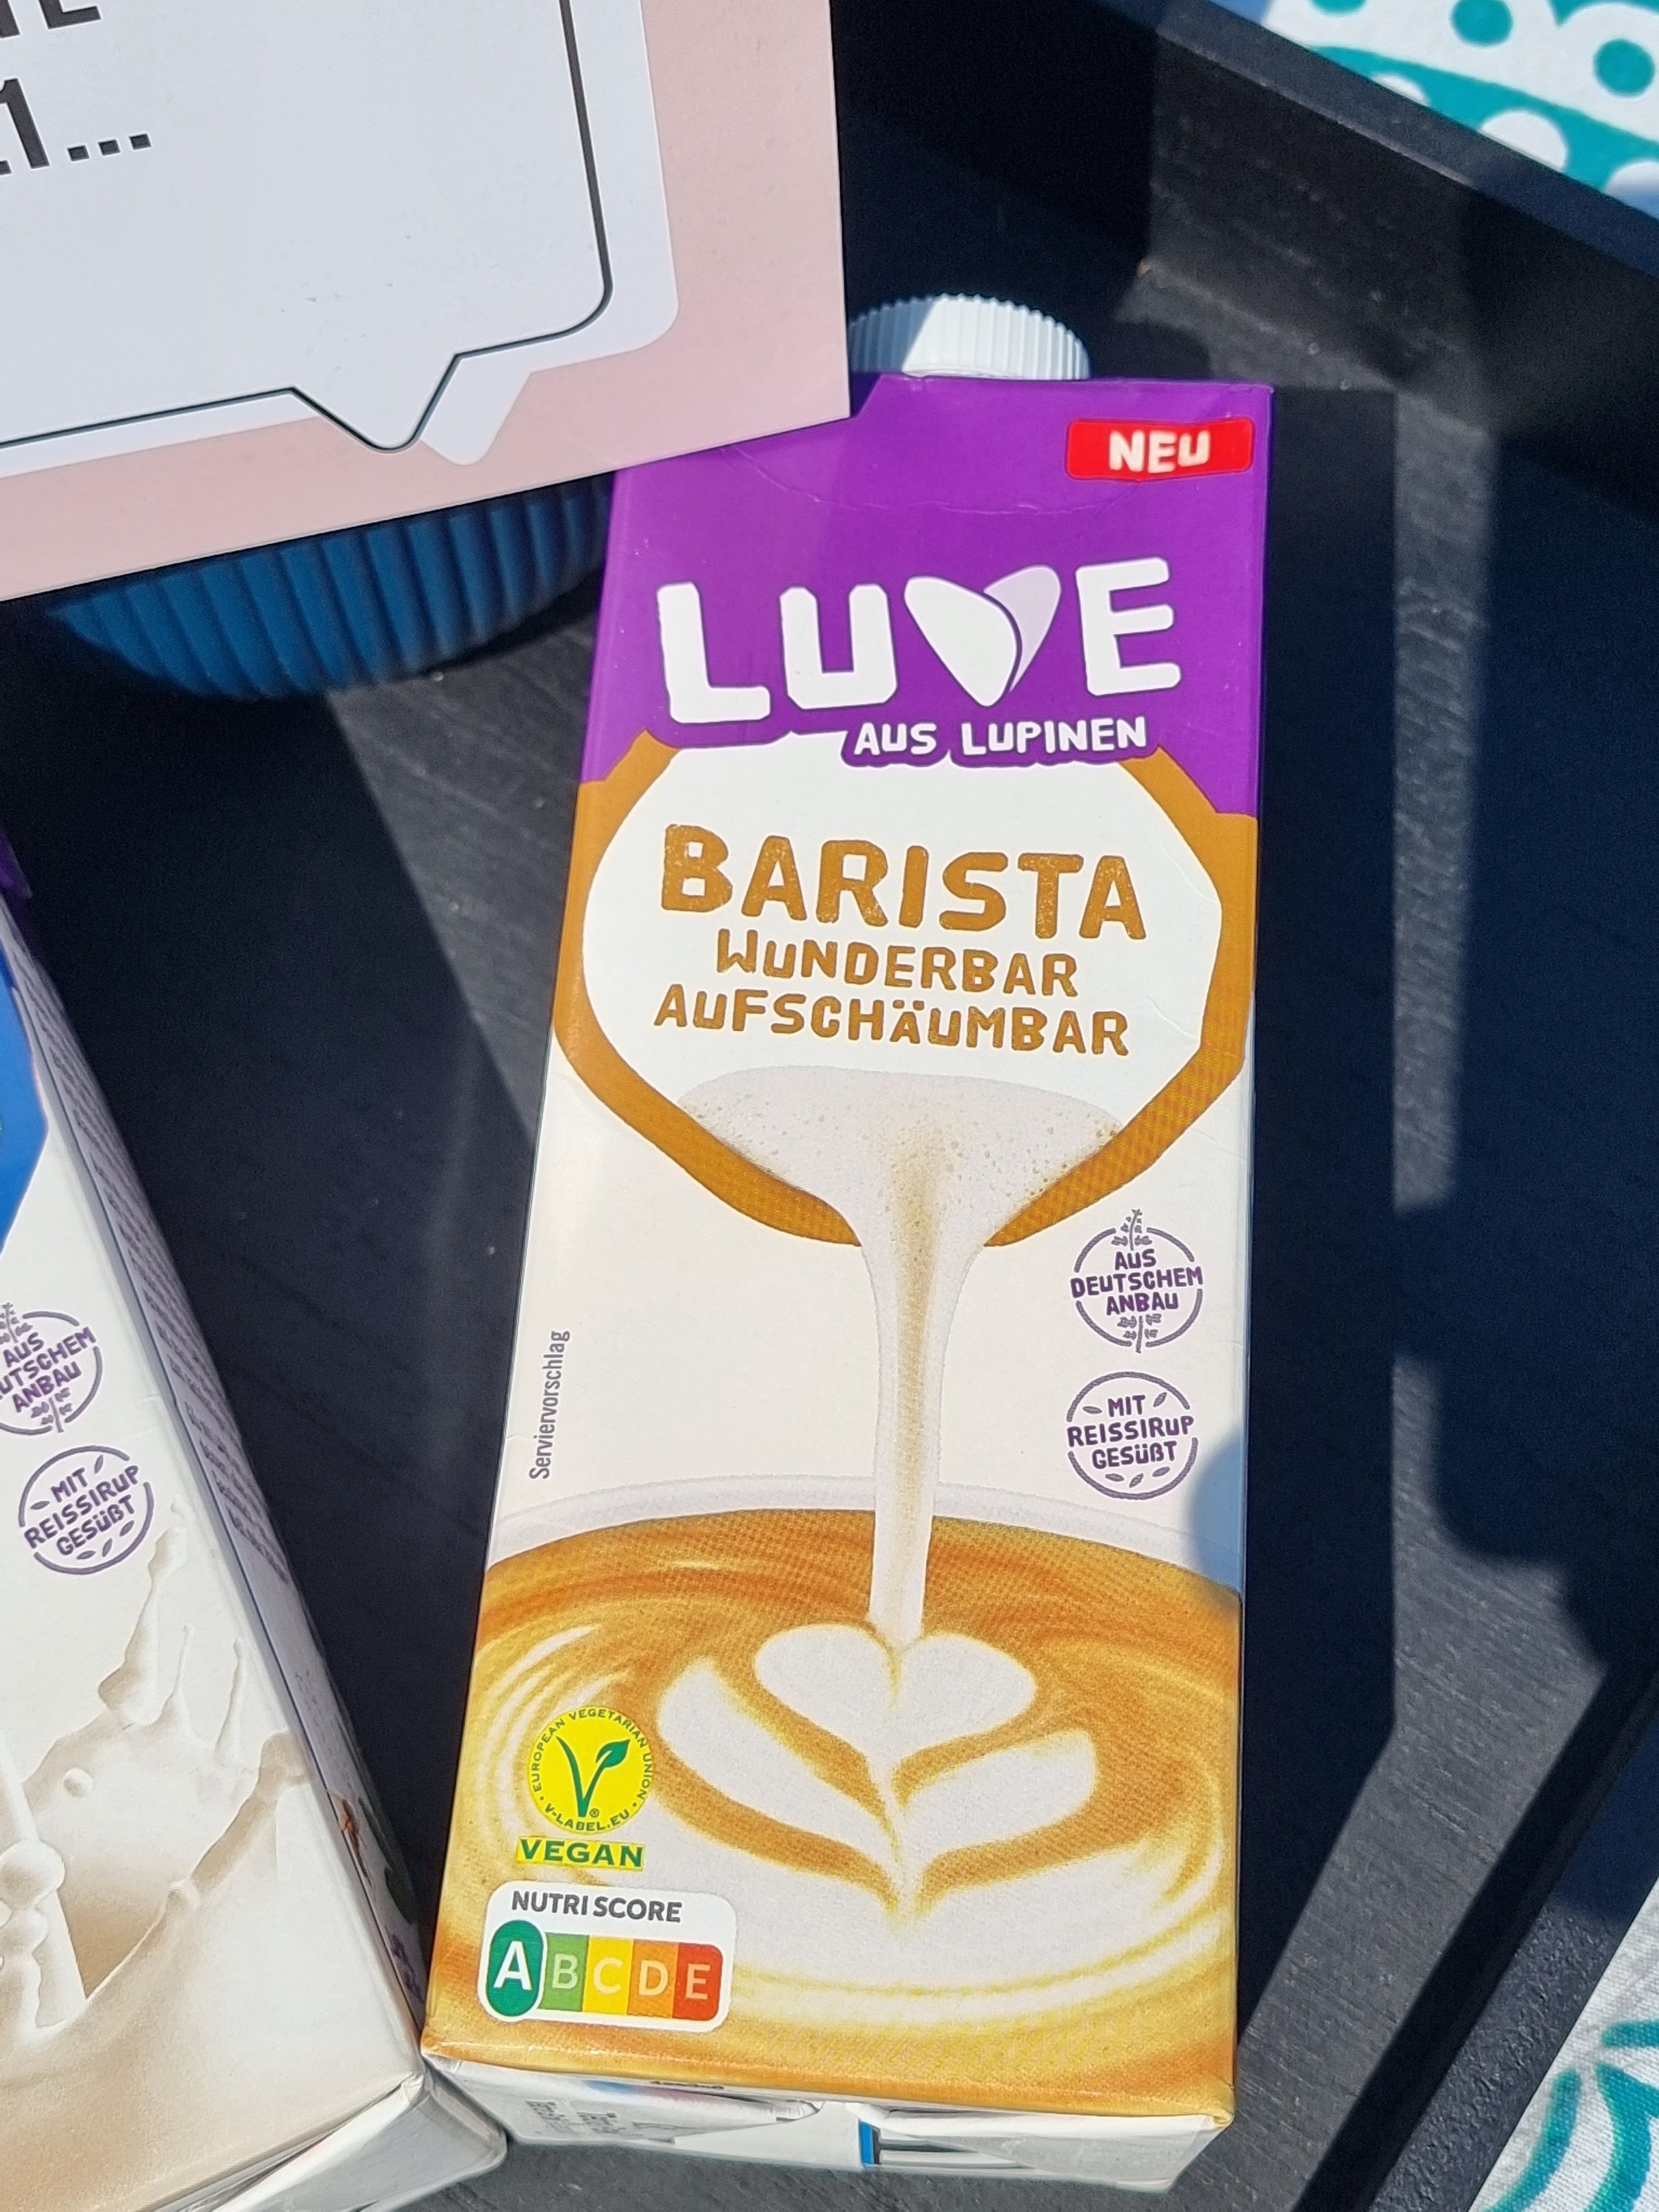 NEU
LUVE
AUS LUPINEN
BARISTA
WUNDERBAR
AUFSCHÄUMBAR
AUS
DEUTSCHEM
ANBAU
MIT
REISSIRUP
GESÜßT
Serviervorschlag
EUROPEAN VEGETARIAN UNION
V-LABEL.EU
VEGAN
NUTRI SCORE
A B C D E
AUS
ANBAU
MIT
REISSIRUP
GESÜßT